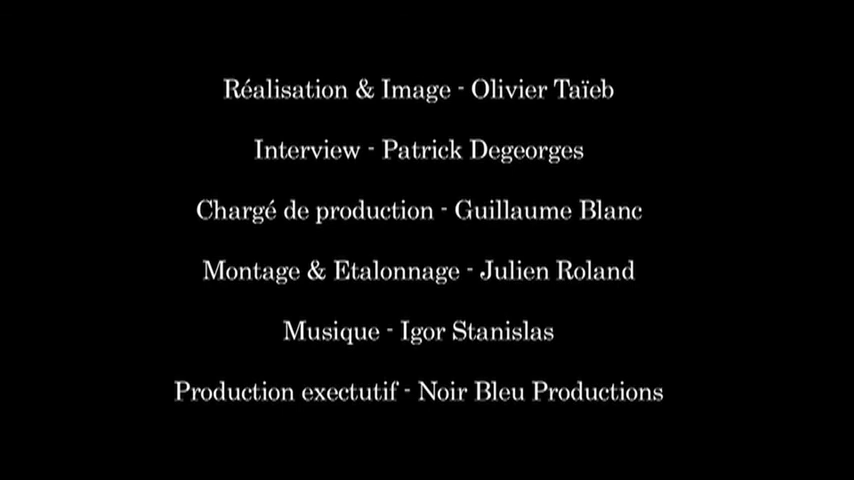 Réalisation & Image - Olivier Taïeb
Interview - Patrick Degeorges
Chargé de production - Guillaume Blanc
Montage & Etalonnage - Julien Roland
Musique - Igor Stanislas
Production exectutif - Noir Bleu Productions